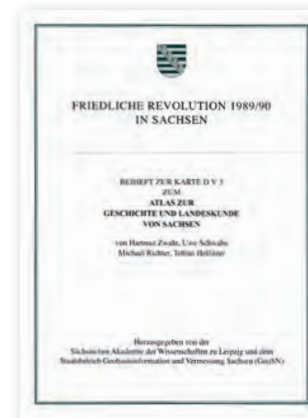 FRIEDLICHE REVOLUTION 1989/90
IN SACHSEN
BEIHEFT ZUR KARTE D V 3
ZUM
ATLAS ZUR
GESCHICHTE UND LANDESKUNDE
VON SACHSEN
von Hartmut Zwahr, Uwe Schwabe
Michael Richter, Tobias Hollitzer
Herausgegeben von der
Sächsischen Akademie der Wissenschaften zu Leipzig und dem
Staatsbetrieb Geobasisinformation und Vermessung Sachsen (GeoSN)